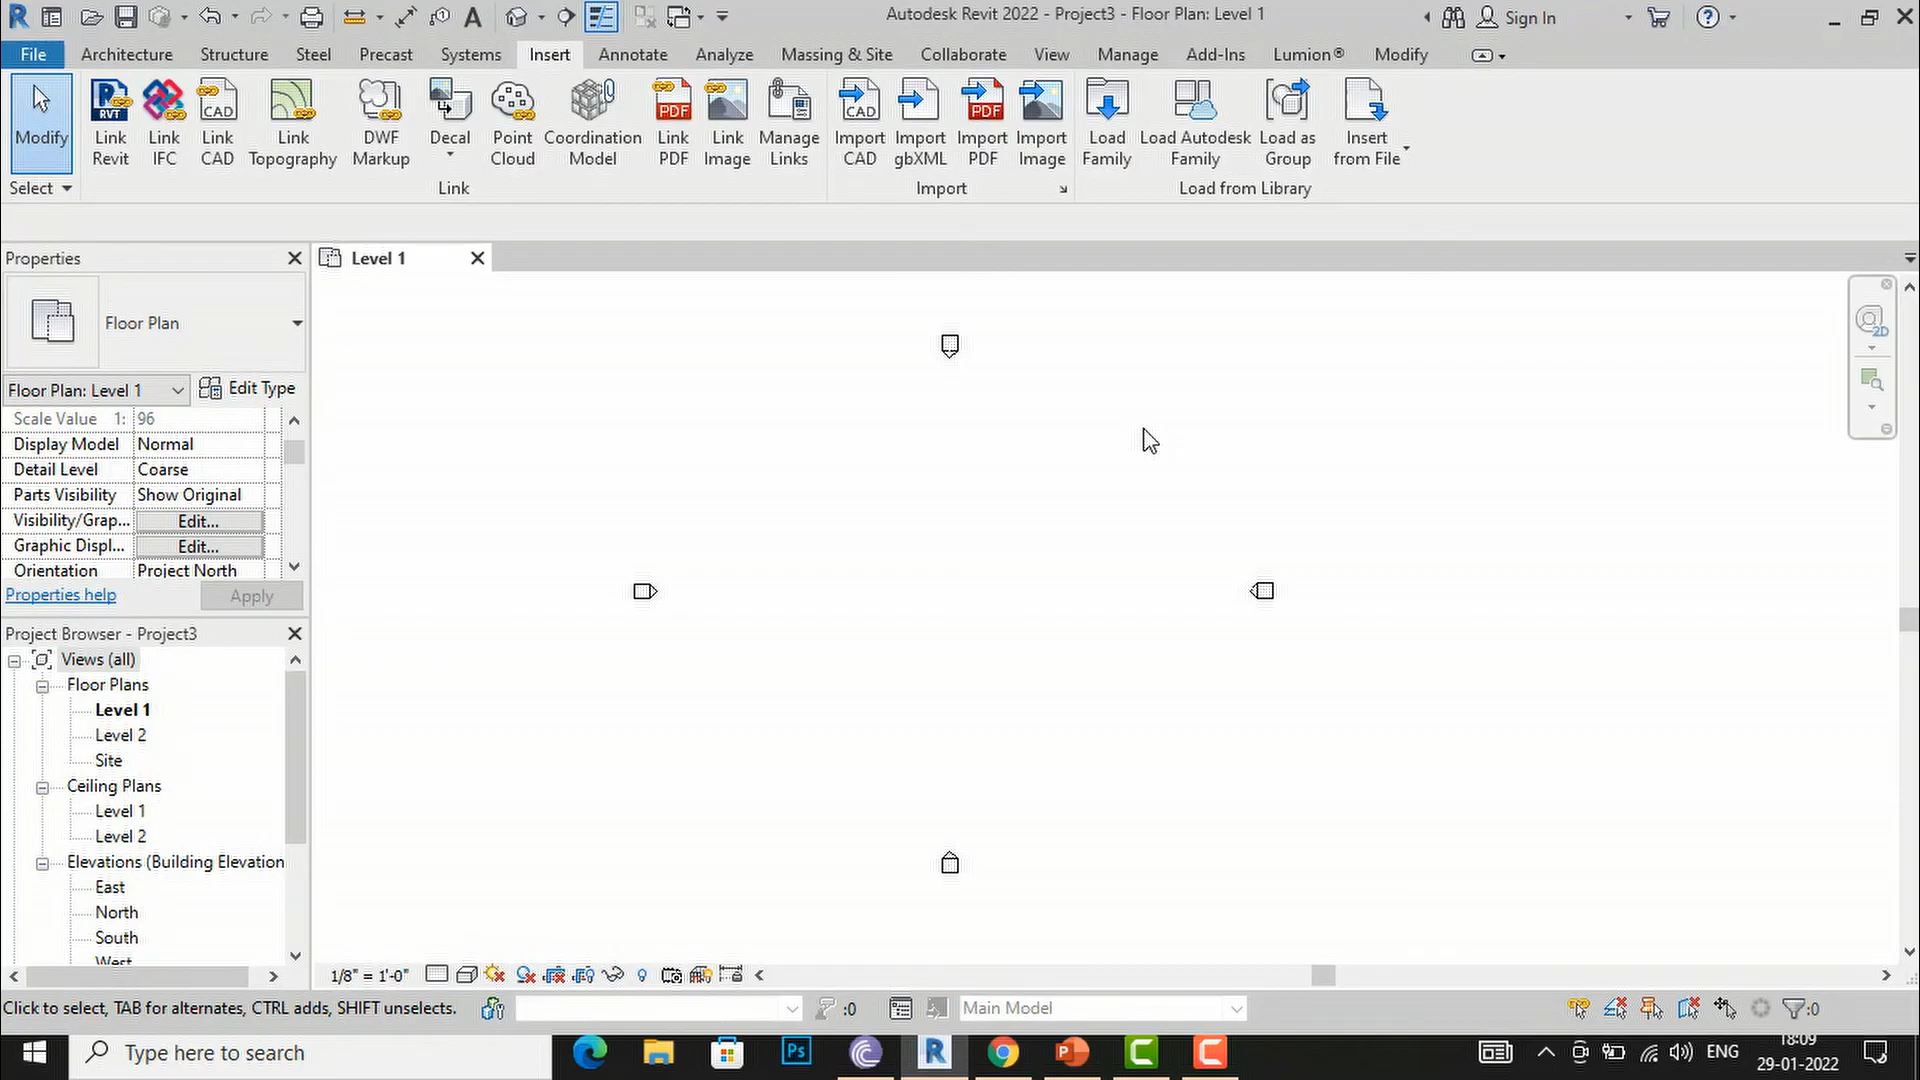 Autodesk Revit 2022 - Project3 - Floor Plan: Level 1
Sign In
File Architecture Structure Steel Precast Systems Insert Annotate Analyze Massing & Site Collaborate View Manage Add-Ins Lumion® Modify
Modify
Link Revit
Link IFC
Link CAD
Link Topography
DWF Markup
Decal
Point Cloud
Coordination Model
Link PDF
Link Image
Manage Links
Import CAD
Import gbXML
Import PDF
Import Image
Load Family
Load Autodesk Family
Load as Group
Insert from File
Select
Link
Import
Load from Library
Properties
Level 1
Floor Plan
Floor Plan: Level 1
Edit Type
Scale Value 1: 96
Display Model Normal
Detail Level Coarse
Parts Visibility Show Original
Visibility/Grap... Edit...
Graphic Displ... Edit...
Orientation Project North
Properties help
Apply
Project Browser - Project3
Views (all)
Floor Plans
Level 1
Level 2
Site
Ceiling Plans
Level 1
Level 2
Elevations (Building Elevation
East
North
South
West
1/8" = 1'-0"
Click to select, TAB for alternates, CTRL adds, SHIFT unselects.
:0
Main Model
:0
Type here to search
ENG
18:09
29-01-2022